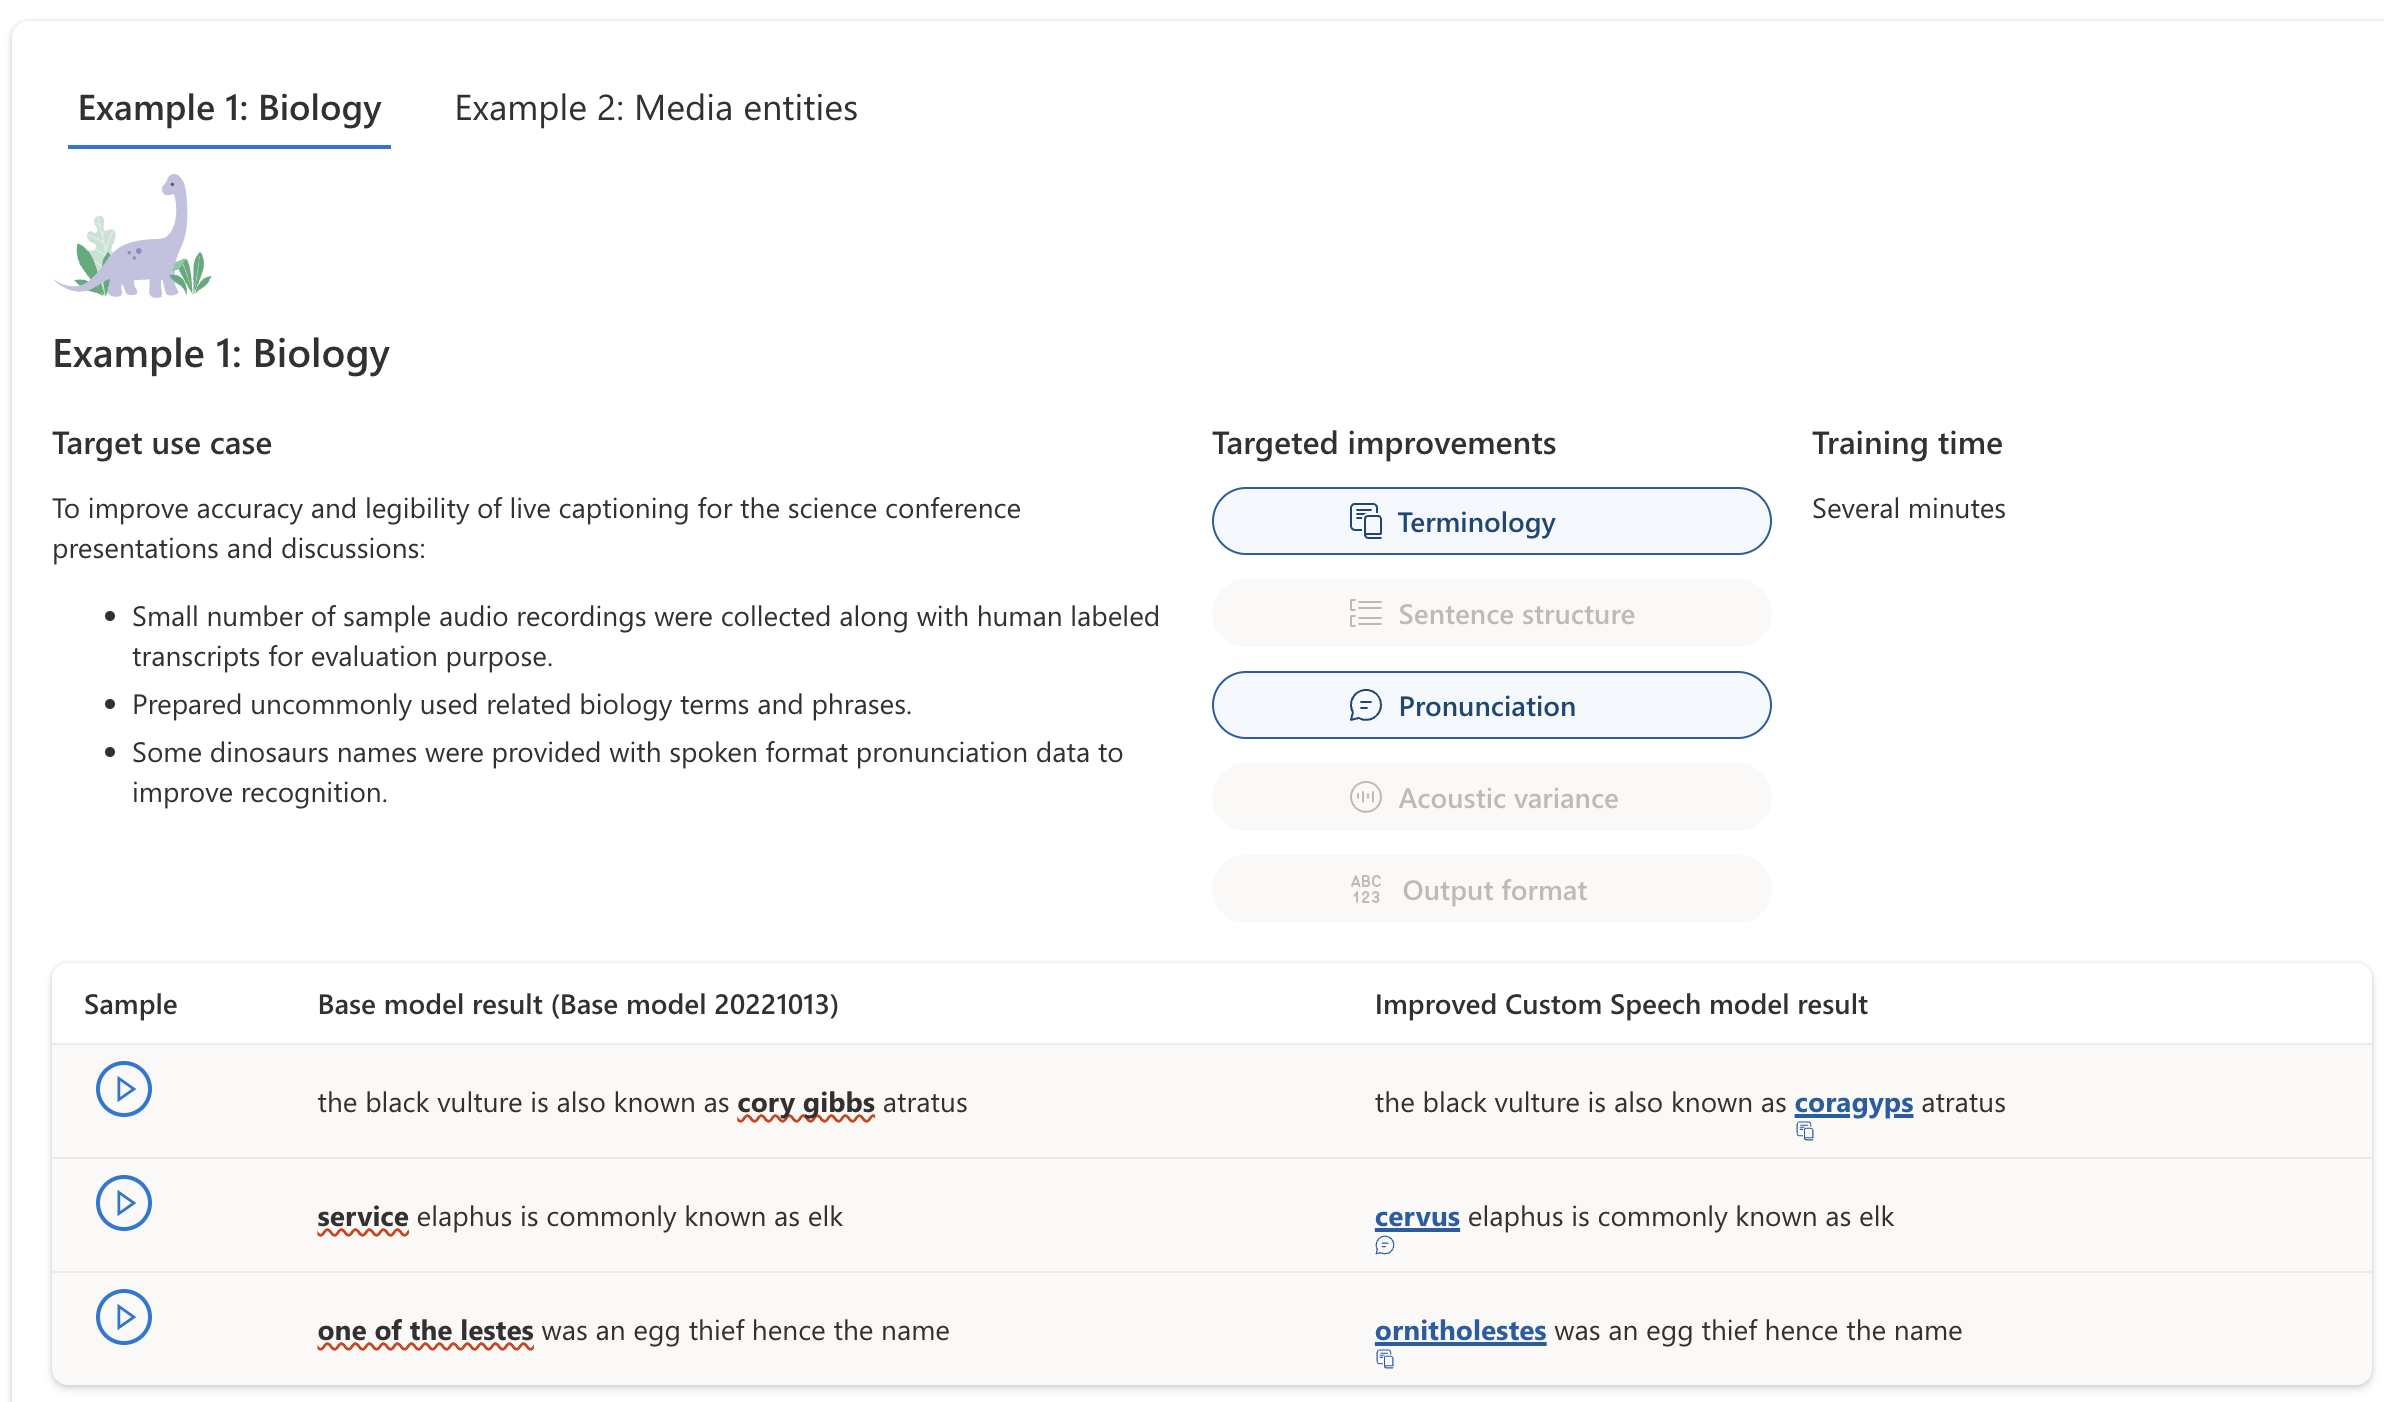 Example 1: Biology
Example 2: Media entities
Example 1: Biology
Target use case
To improve accuracy and legibility of live captioning for the science conference
presentations and discussions:
Small number of sample audio recordings were collected along with human labeled
transcripts for evaluation purpose.
Prepared uncommonly used related biology terms and phrases.
Some dinosaurs names were provided with spoken format pronunciation data to
improve recognition.
Targeted improvements
Terminology
Sentence structure
Pronunciation
Acoustic variance
ABC
123
Output format
Training time
Several minutes
Sample
Base model result (Base model 20221013)
Improved Custom Speech model result
the black vulture is also known as cory gibbs atratus
the black vulture is also known as coragyps atratus
service elaphus is commonly known as elk
cervus elaphus is commonly known as elk
one of the lestes was an egg thief hence the name
ornitholestes was an egg thief hence the name